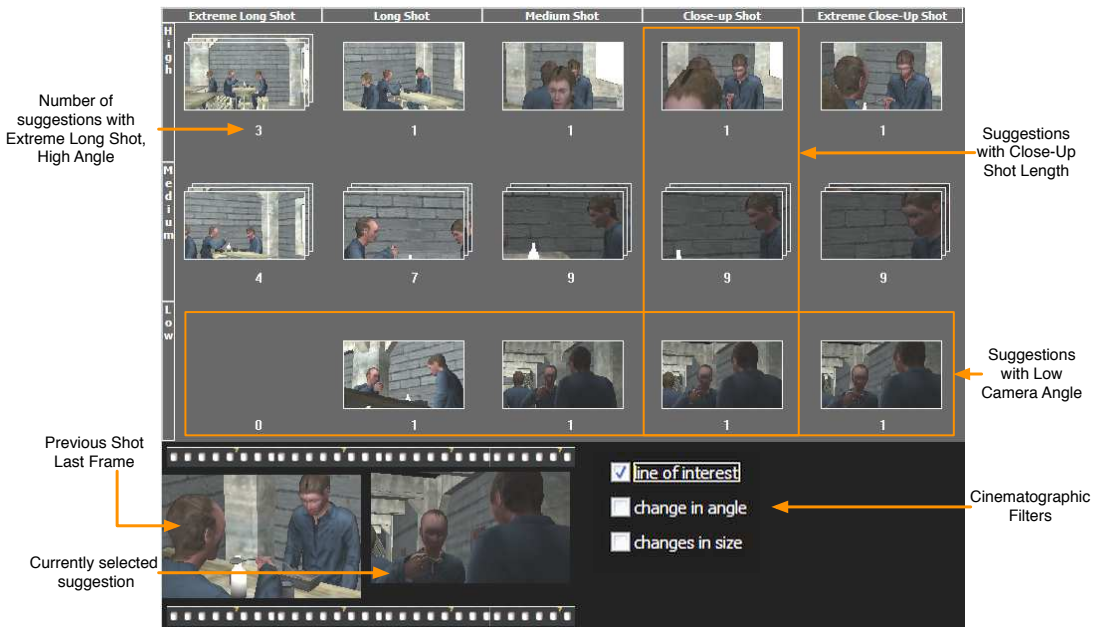 Extreme Long Shot
Long Shot
Medium Shot
Close-up Shot
Extreme Close-Up Shot
High
3
1
1
1
1
Number of
suggestions with
Extreme Long Shot,
High Angle
Suggestions
with Close-Up
Shot Length
Medium
4
7
9
9
9
Low
0
1
1
1
1
Suggestions
with Low
Camera Angle
Previous Shot
Last Frame
Currently selected
suggestion
line of interest
change in angle
changes in size
Cinematographic
Filters